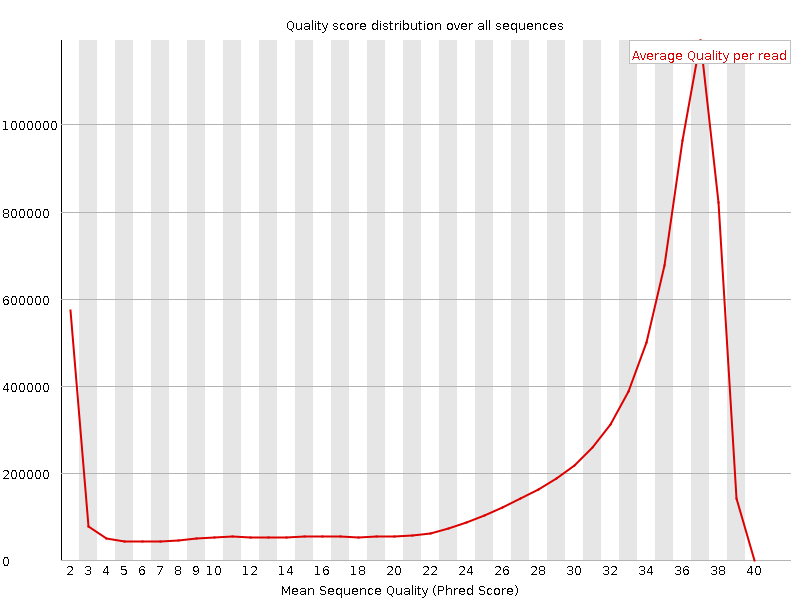 Quality score distribution over all sequences
Average Quality per read
1000000
800000
600000
400000
200000
0
2 3 4 5 6 7 8 9 10 12 14 16 18 20 22 24 26 28 30 32 34 36 38 40
Mean Sequence Quality (Phred Score)